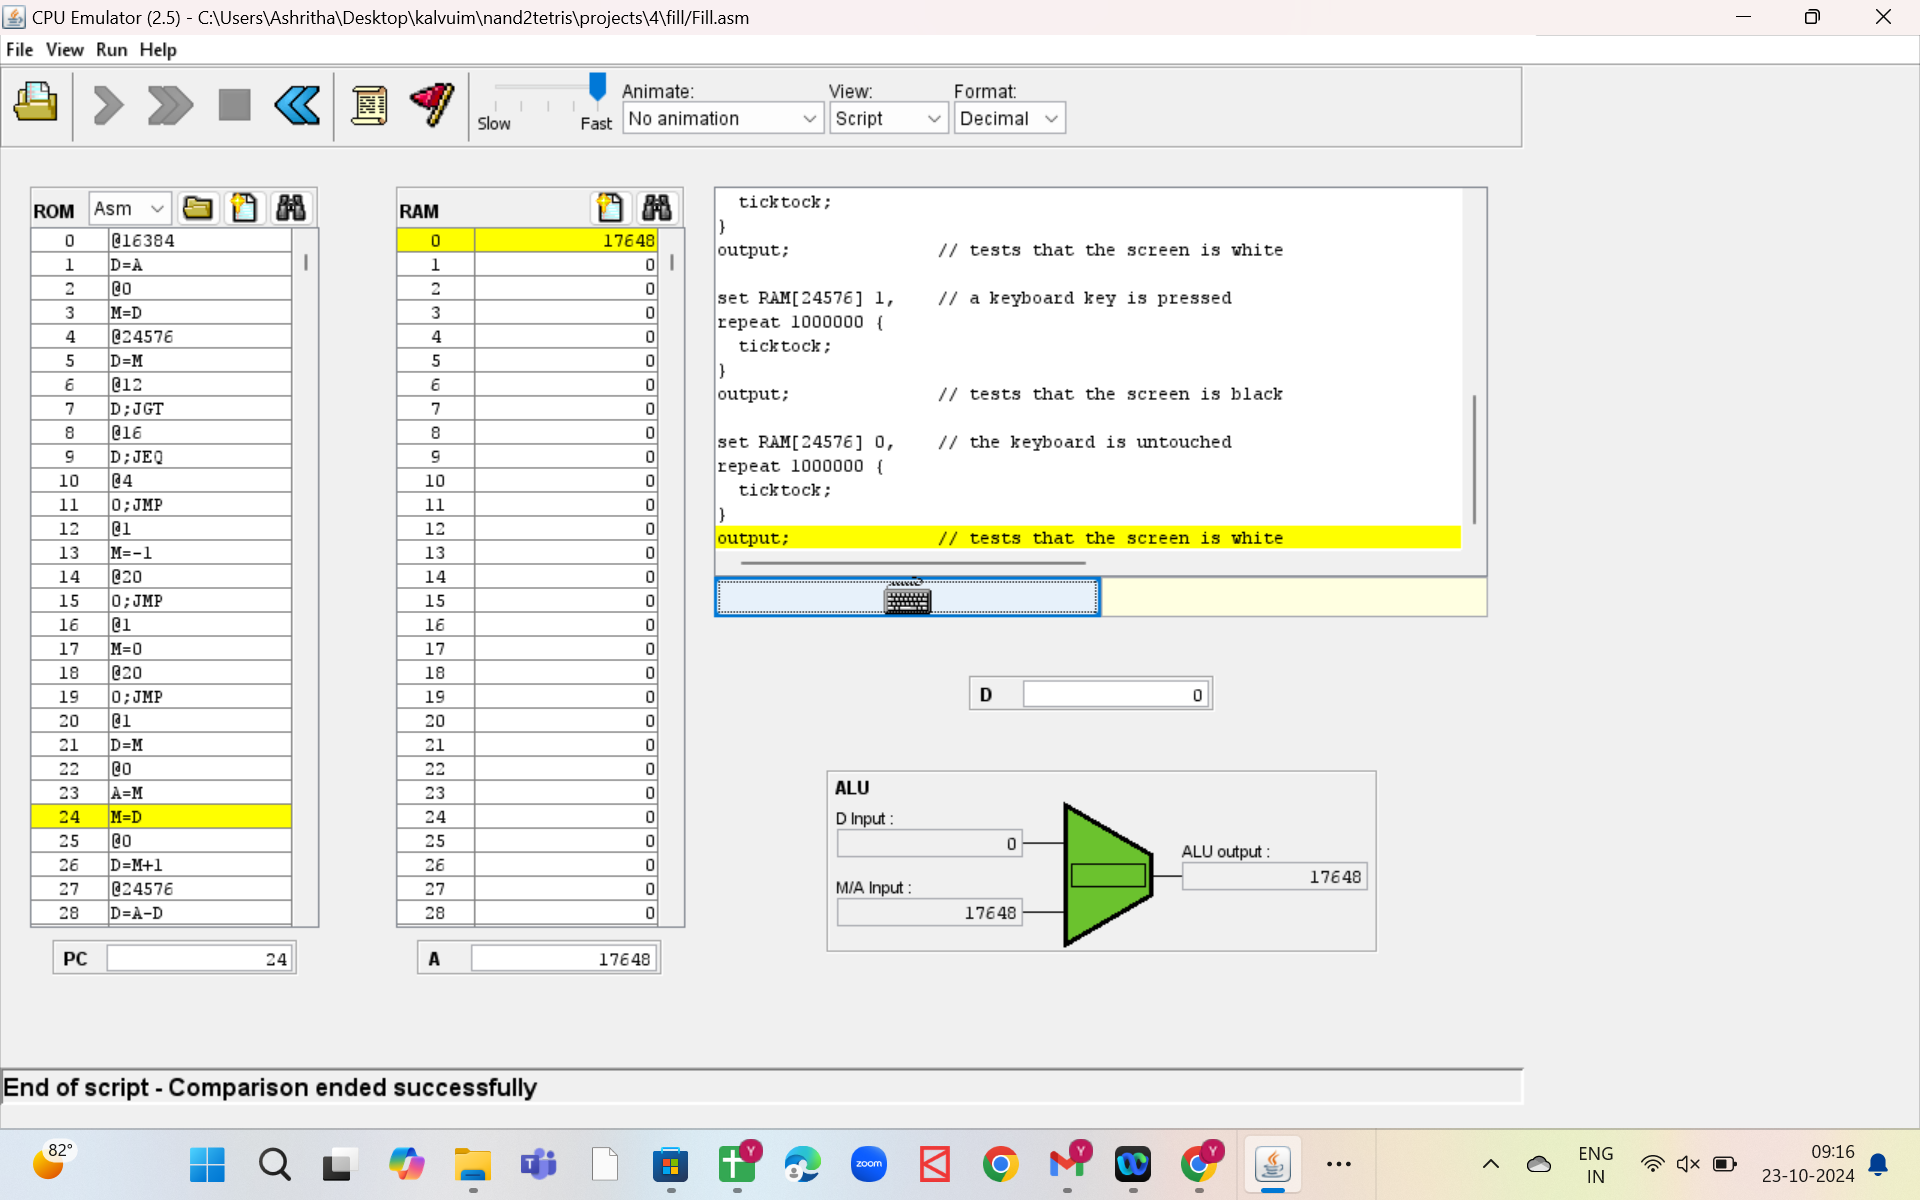 CPU Emulator (2.5) - C:\Users\Ashritha\Desktop\kalvuim\nand2tetris\projects\4\fill/Fill.asm
File View Run Help
Slow Fast
Animate:
No animation
View:
Script
Format:
Decimal
ROM Asm
0 @16384
1 D=A
2 @0
3 M=D
4 @24576
5 D=M
6 @12
7 D;JGT
8 @16
9 D;JEQ
10 @4
11 0;JMP
12 @1
13 M=-1
14 @20
15 0;JMP
16 @1
17 M=0
18 @20
19 0;JMP
20 @1
21 D=M
22 @0
23 A=M
24 M=D
25 @0
26 D=M+1
27 @24576
28 D=A-D
PC 24
RAM
0 17648
1 0
2 0
3 0
4 0
5 0
6 0
7 0
8 0
9 0
10 0
11 0
12 0
13 0
14 0
15 0
16 0
17 0
18 0
19 0
20 0
21 0
22 0
23 0
24 0
25 0
26 0
27 0
28 0
A 17648
ticktock;
}
output; // tests that the screen is white
set RAM[24576] 1, // a keyboard key is pressed
repeat 1000000 {
ticktock;
}
output; // tests that the screen is black
set RAM[24576] 0, // the keyboard is untouched
repeat 1000000 {
ticktock;
}
output; // tests that the screen is white
D 0
ALU
D Input :
0
M/A Input :
17648
ALU output :
17648
End of script - Comparison ended successfully
82°
Y
zoom
Y
Y
ENG
IN
09:16
23-10-2024